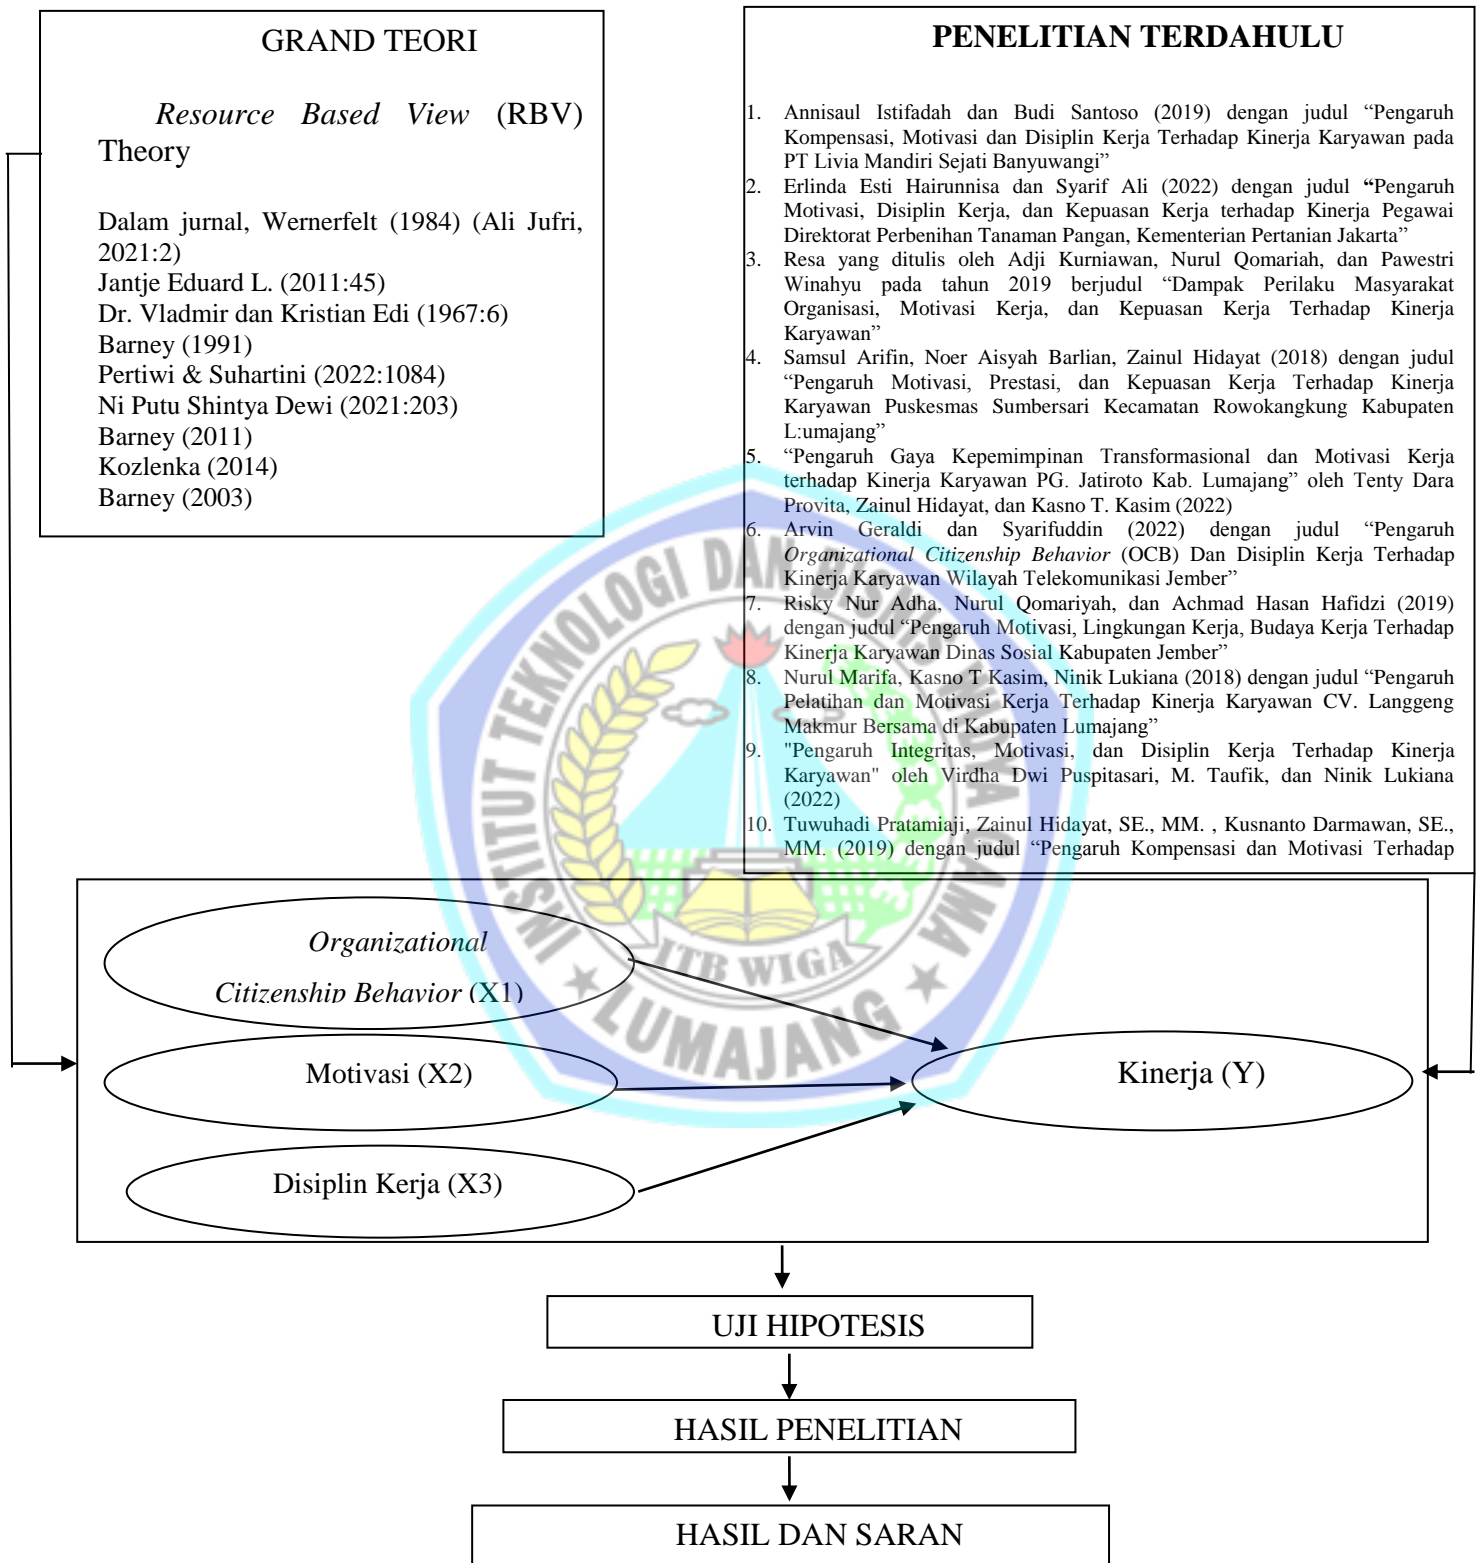 GRAND TEORI
Resource Based View (RBV)
Theory
Dalam jurnal, Wernerfelt (1984) (Ali Jufri,
2021:2)
Jantje Eduard L. (2011:45)
Dr. Vladmir dan Kristian Edi (1967:6)
Barney (1991)
Pertiwi & Suhartini (2022:1084)
Ni Putu Shintya Dewi (2021:203)
Barney (2011)
Kozlenka (2014)
Barney (2003)
PENELITIAN TERDAHULU
1. Annisaul Istifadah dan Budi Santoso (2019) dengan judul “Pengaruh
Kompensasi, Motivasi dan Disiplin Kerja Terhadap Kinerja Karyawan pada
PT Livia Mandiri Sejati Banyuwangi”
2. Erlinda Esti Hairunnisa dan Syarif Ali (2022) dengan judul “Pengaruh
Motivasi, Disiplin Kerja, dan Kepuasan Kerja terhadap Kinerja Pegawai
Direktorat Perbenihan Tanaman Pangan, Kementerian Pertanian Jakarta”
3. Resa yang ditulis oleh Adji Kurniawan, Nurul Qomariah, dan Pawestri
Winahyu pada tahun 2019 berjudul “Dampak Perilaku Masyarakat
Organisasi, Motivasi Kerja, dan Kepuasan Kerja Terhadap Kinerja
Karyawan”
4. Samsul Arifin, Noer Aisyah Barlian, Zainul Hidayat (2018) dengan judul
“Pengaruh Motivasi, Prestasi, dan Kepuasan Kerja Terhadap Kinerja
Karyawan Puskesmas Sumbersari Kecamatan Rowokangkung Kabupaten
L:umajang”
5. “Pengaruh Gaya Kepemimpinan Transformasional dan Motivasi Kerja
terhadap Kinerja Karyawan PG. Jatiroto Kab. Lumajang” oleh Tenty Dara
Provita, Zainul Hidayat, dan Kasno T. Kasim (2022)
6. Arvin Geraldi dan Syarifuddin (2022) dengan judul “Pengaruh
Organizational Citizenship Behavior (OCB) Dan Disiplin Kerja Terhadap
Kinerja Karyawan Wilayah Telekomunikasi Jember”
7. Risky Nur Adha, Nurul Qomariyah, dan Achmad Hasan Hafidzi (2019)
dengan judul “Pengaruh Motivasi, Lingkungan Kerja, Budaya Kerja Terhadap
Kinerja Karyawan Dinas Sosial Kabupaten Jember”
8. Nurul Marifa, Kasno T Kasim, Ninik Lukiana (2018) dengan judul “Pengaruh
Pelatihan dan Motivasi Kerja Terhadap Kinerja Karyawan CV. Langgeng
Makmur Bersama di Kabupaten Lumajang”
9. "Pengaruh Integritas, Motivasi, dan Disiplin Kerja Terhadap Kinerja
Karyawan" oleh Virdha Dwi Puspitasari, M. Taufik, dan Ninik Lukiana
(2022)
10. Tuwuhadi Pratamiaji, Zainul Hidayat, SE., MM. , Kusnanto Darmawan, SE.,
MM. (2019) dengan judul “Pengaruh Kompensasi dan Motivasi Terhadap
INSTITUT TEKNOLOGI DAN BISNIS WIDYA GAMA
ITB WIGA
LUMAJANG
Organizational
Citizenship Behavior (X1)
Motivasi (X2)
Disiplin Kerja (X3)
Kinerja (Y)
UJI HIPOTESIS
HASIL PENELITIAN
HASIL DAN SARAN